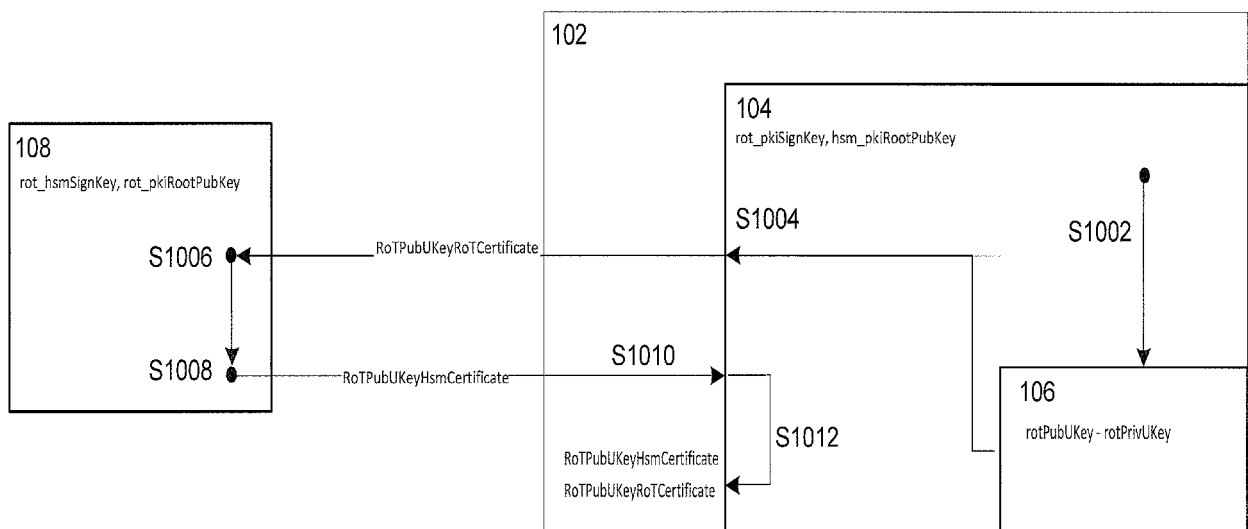 102
104
rot_pkiSignKey, hsm_pkiRootPubKey
108
rot_hsmSignKey, rot_pkiRootPubKey
S1002
S1004
RoTPubUKeyRoTCertificate
S1006
S1008
RoTPubUKeyHsmCertificate
S1010
106
rotPubUKey - rotPrivUKey
S1012
RoTPubUKeyHsmCertificate
RoTPubUKeyRoTCertificate